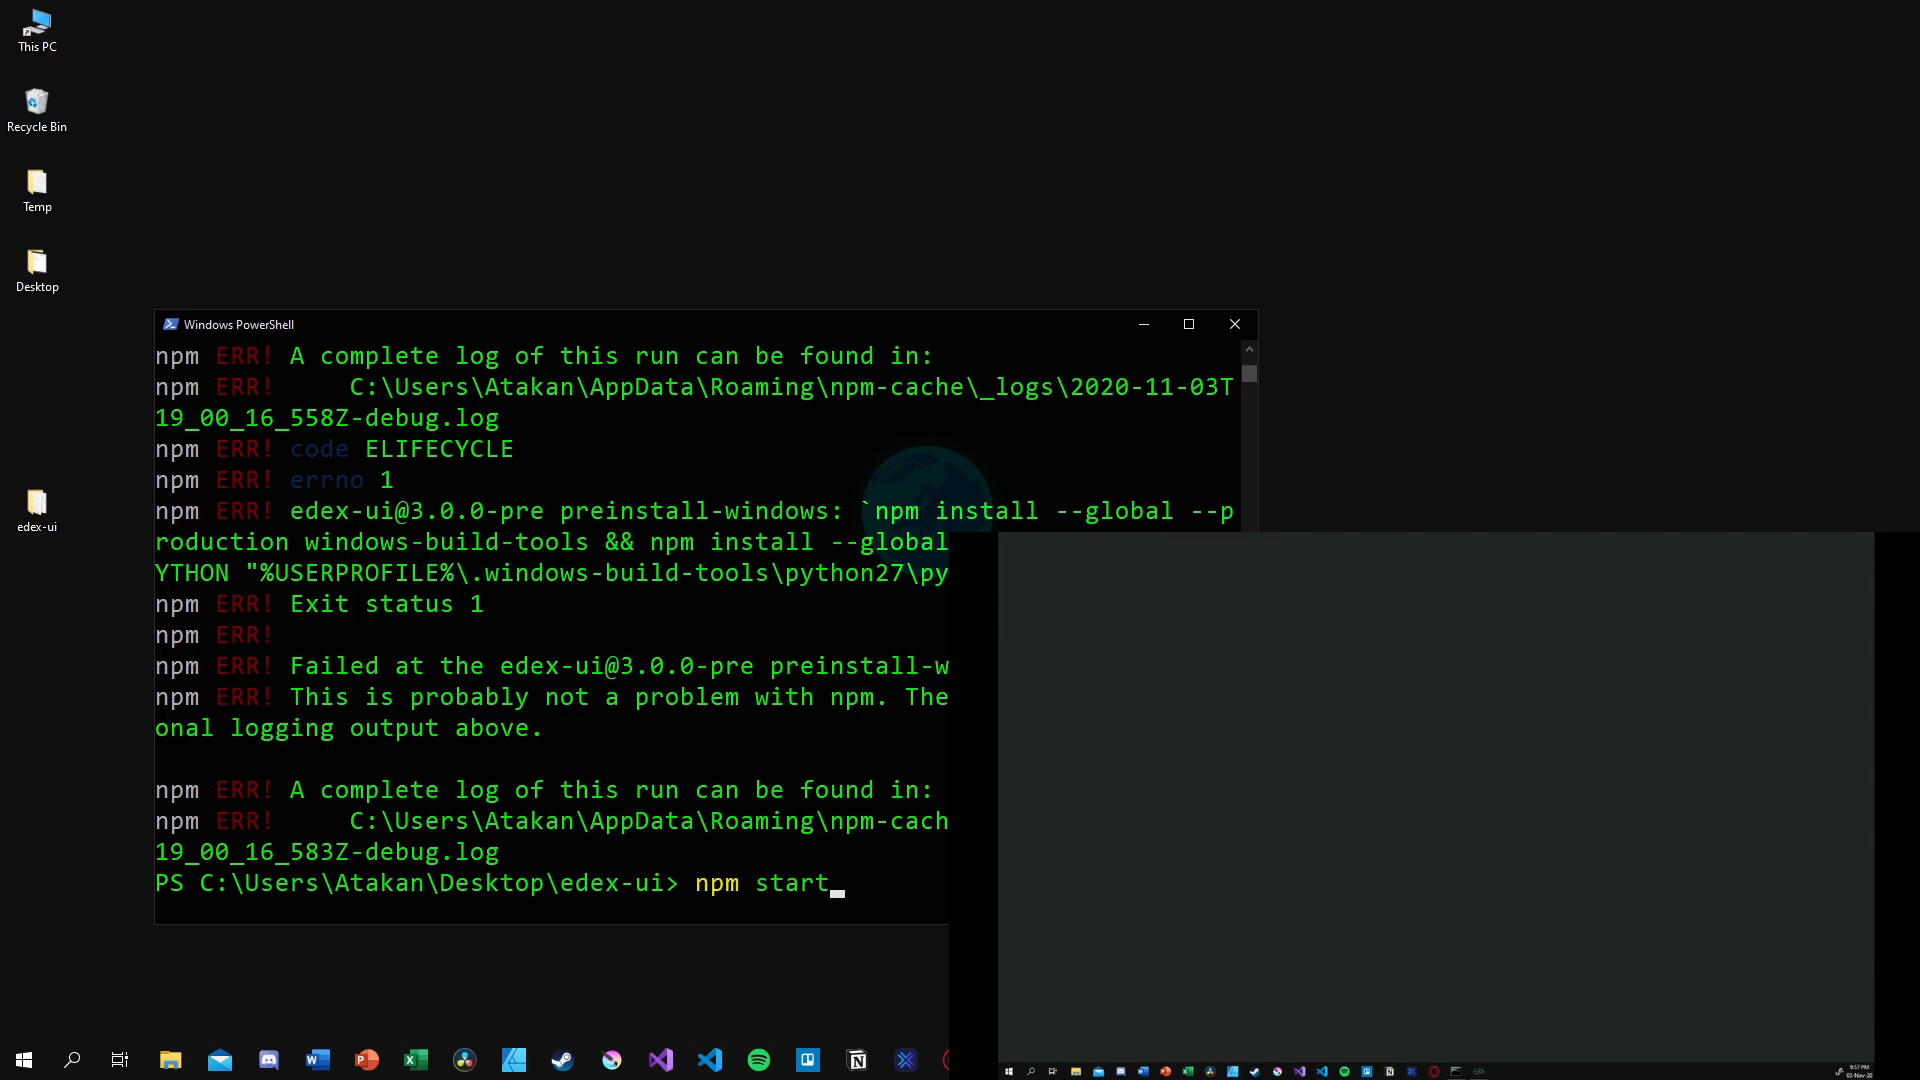 This PC
Recycle Bin
Temp
Desktop
edex-ui
Windows PowerShell
npm ERR! A complete log of this run can be found in:
npm ERR!     C:\Users\Atakan\AppData\Roaming\npm-cache\_logs\2020-11-03T
19_00_16_558Z-debug.log
npm ERR! code ELIFECYCLE
npm ERR! errno 1
npm ERR! edex-ui@3.0.0-pre preinstall-windows: `npm install --global --p
roduction windows-build-tools && npm install --global
YTHON "%USERPROFILE%\.windows-build-tools\python27\py
npm ERR! Exit status 1
npm ERR!
npm ERR! Failed at the edex-ui@3.0.0-pre preinstall-w
npm ERR! This is probably not a problem with npm. The
onal logging output above.
npm ERR! A complete log of this run can be found in:
npm ERR!     C:\Users\Atakan\AppData\Roaming\npm-cach
19_00_16_583Z-debug.log
PS C:\Users\Atakan\Desktop\edex-ui> npm start
9:57 PM
03-Nov-20